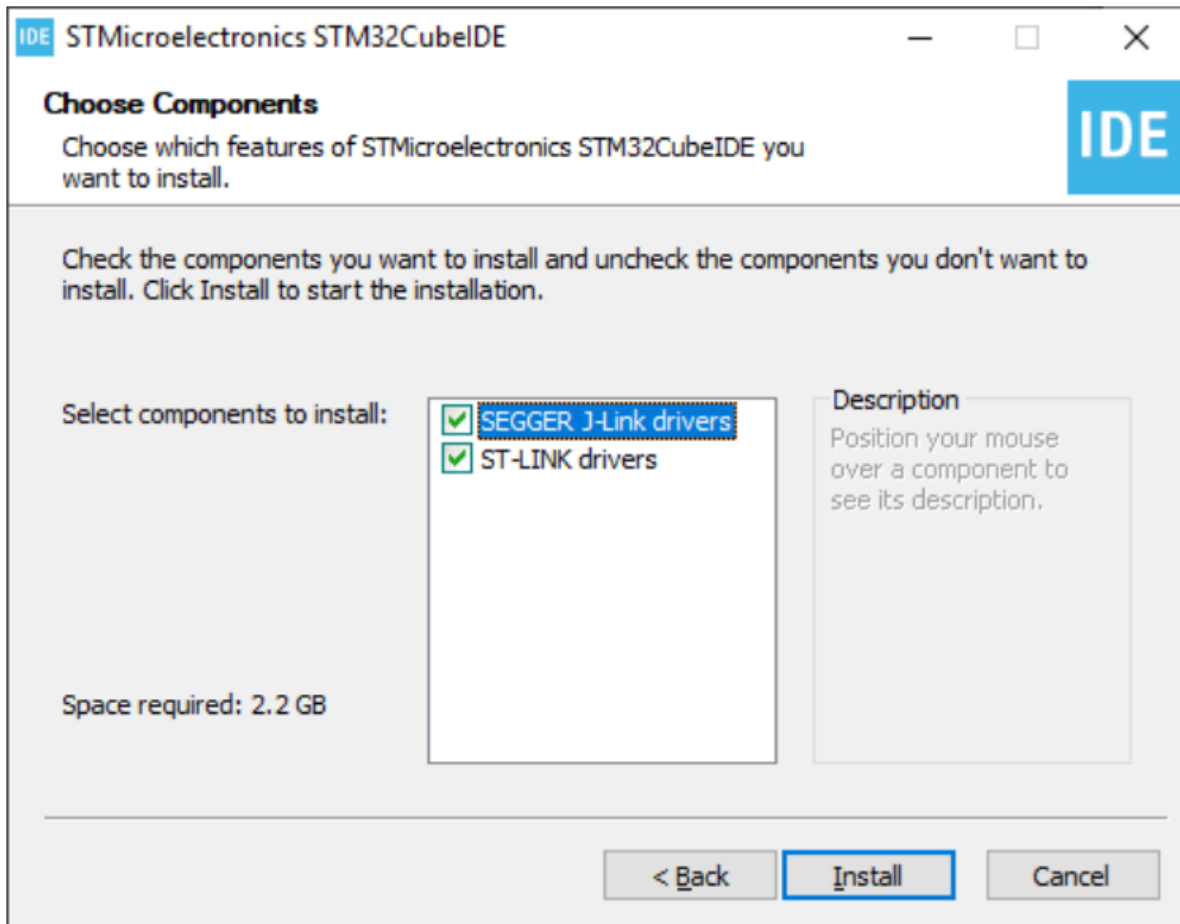 IDE STMicroelectronics STM32CubeIDE
Choose Components
Choose which features of STMicroelectronics STM32CubeIDE you
want to install.
IDE
Check the components you want to install and uncheck the components you don't want to
install. Click Install to start the installation.
Select components to install:
SEGGER J-Link drivers
ST-LINK drivers
Description
Position your mouse
over a component to
see its description.
Space required: 2.2 GB
< Back
Install
Cancel